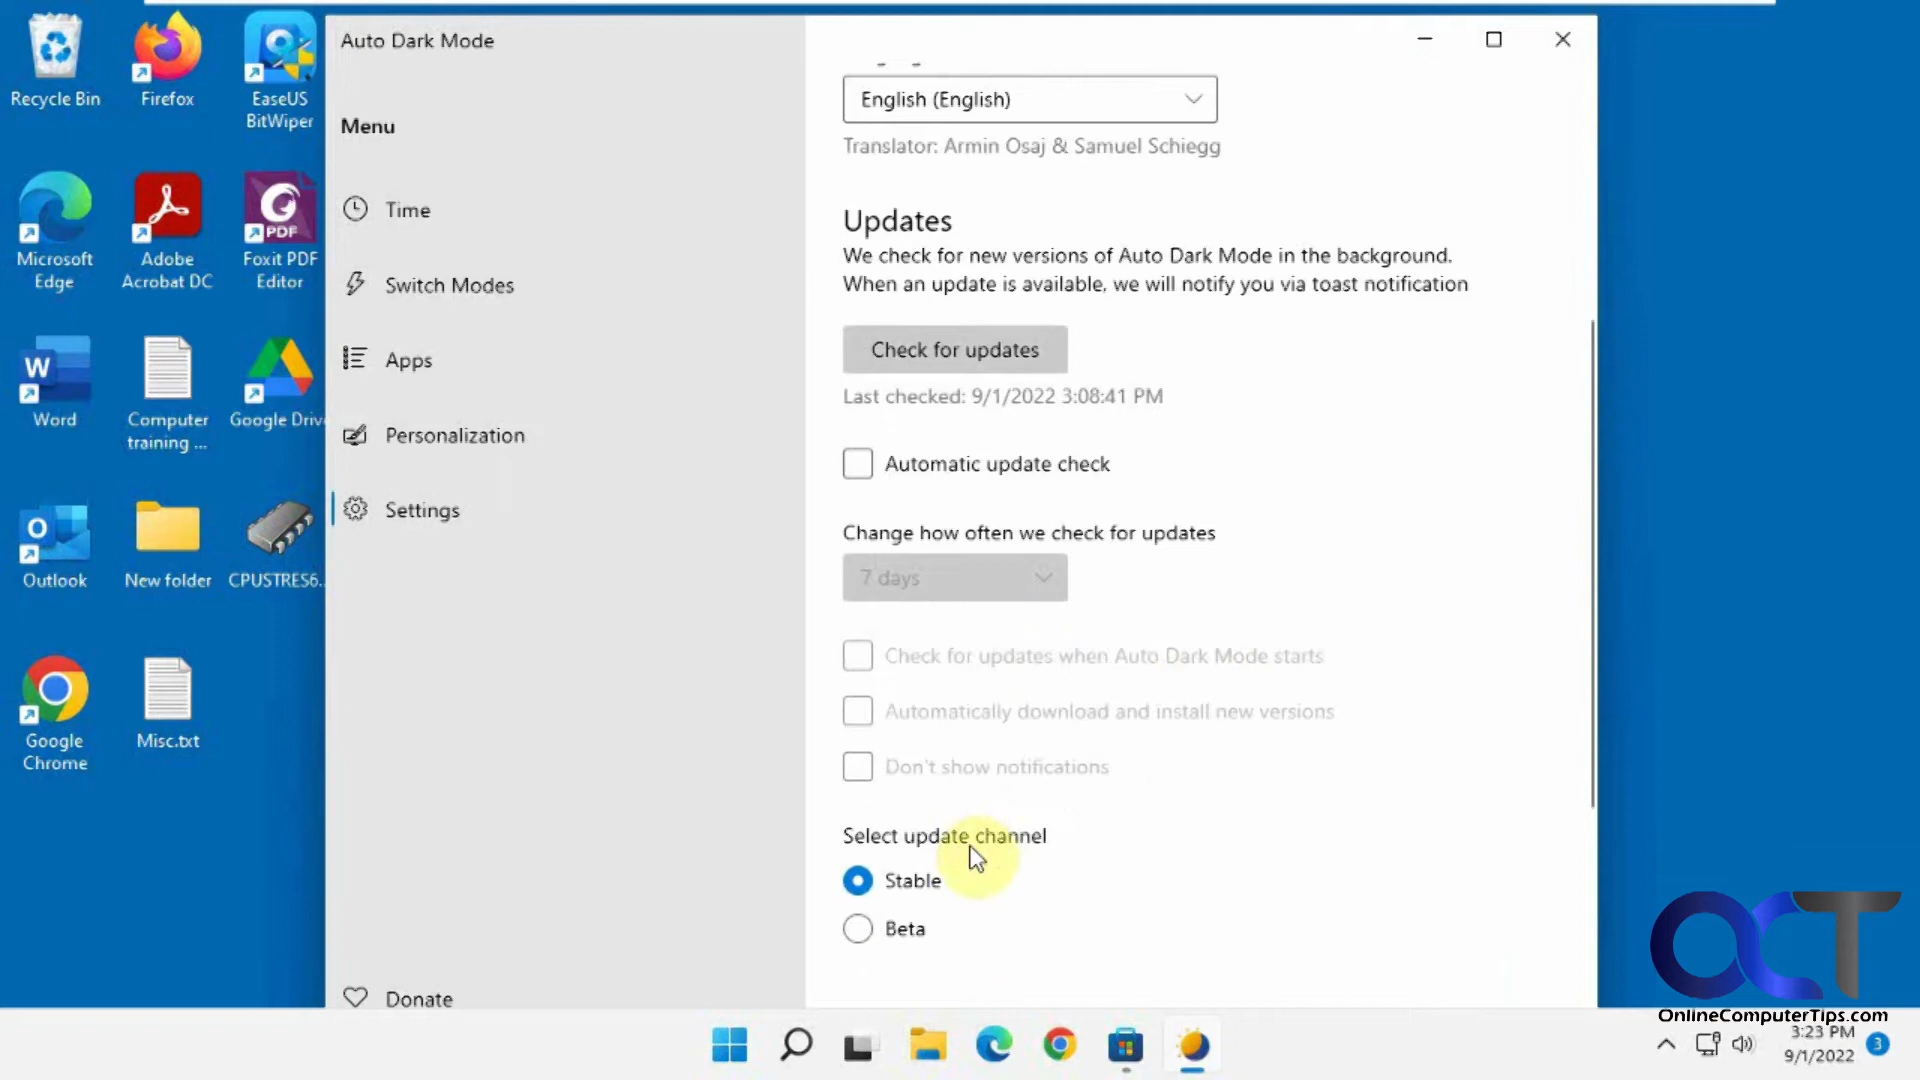 Auto Dark Mode
Menu
Time
Switch Modes
Apps
Personalization
Settings
Donate
English (English)
Translator: Armin Osaj & Samuel Schiegg
Updates
We check for new versions of Auto Dark Mode in the background.
When an update is available, we will notify you via toast notification
Check for updates
Last checked: 9/1/2022 3:08:41 PM
Automatic update check
Change how often we check for updates
7 days
Check for updates when Auto Dark Mode starts
Automatically download and install new versions
Don't show notifications
Select update channel
Stable
Beta
Recycle Bin
Firefox
EaseUS
BitWiper
Microsoft
Edge
Adobe
Acrobat DC
PDF
Foxit PDF
Editor
W
Word
Computer
training ...
Google Driv
O
Outlook
New folder
CPUSTRES6...
Google
Chrome
Misc.txt
OCT
OnlineComputerTips.com
3:23 PM
9/1/2022
3